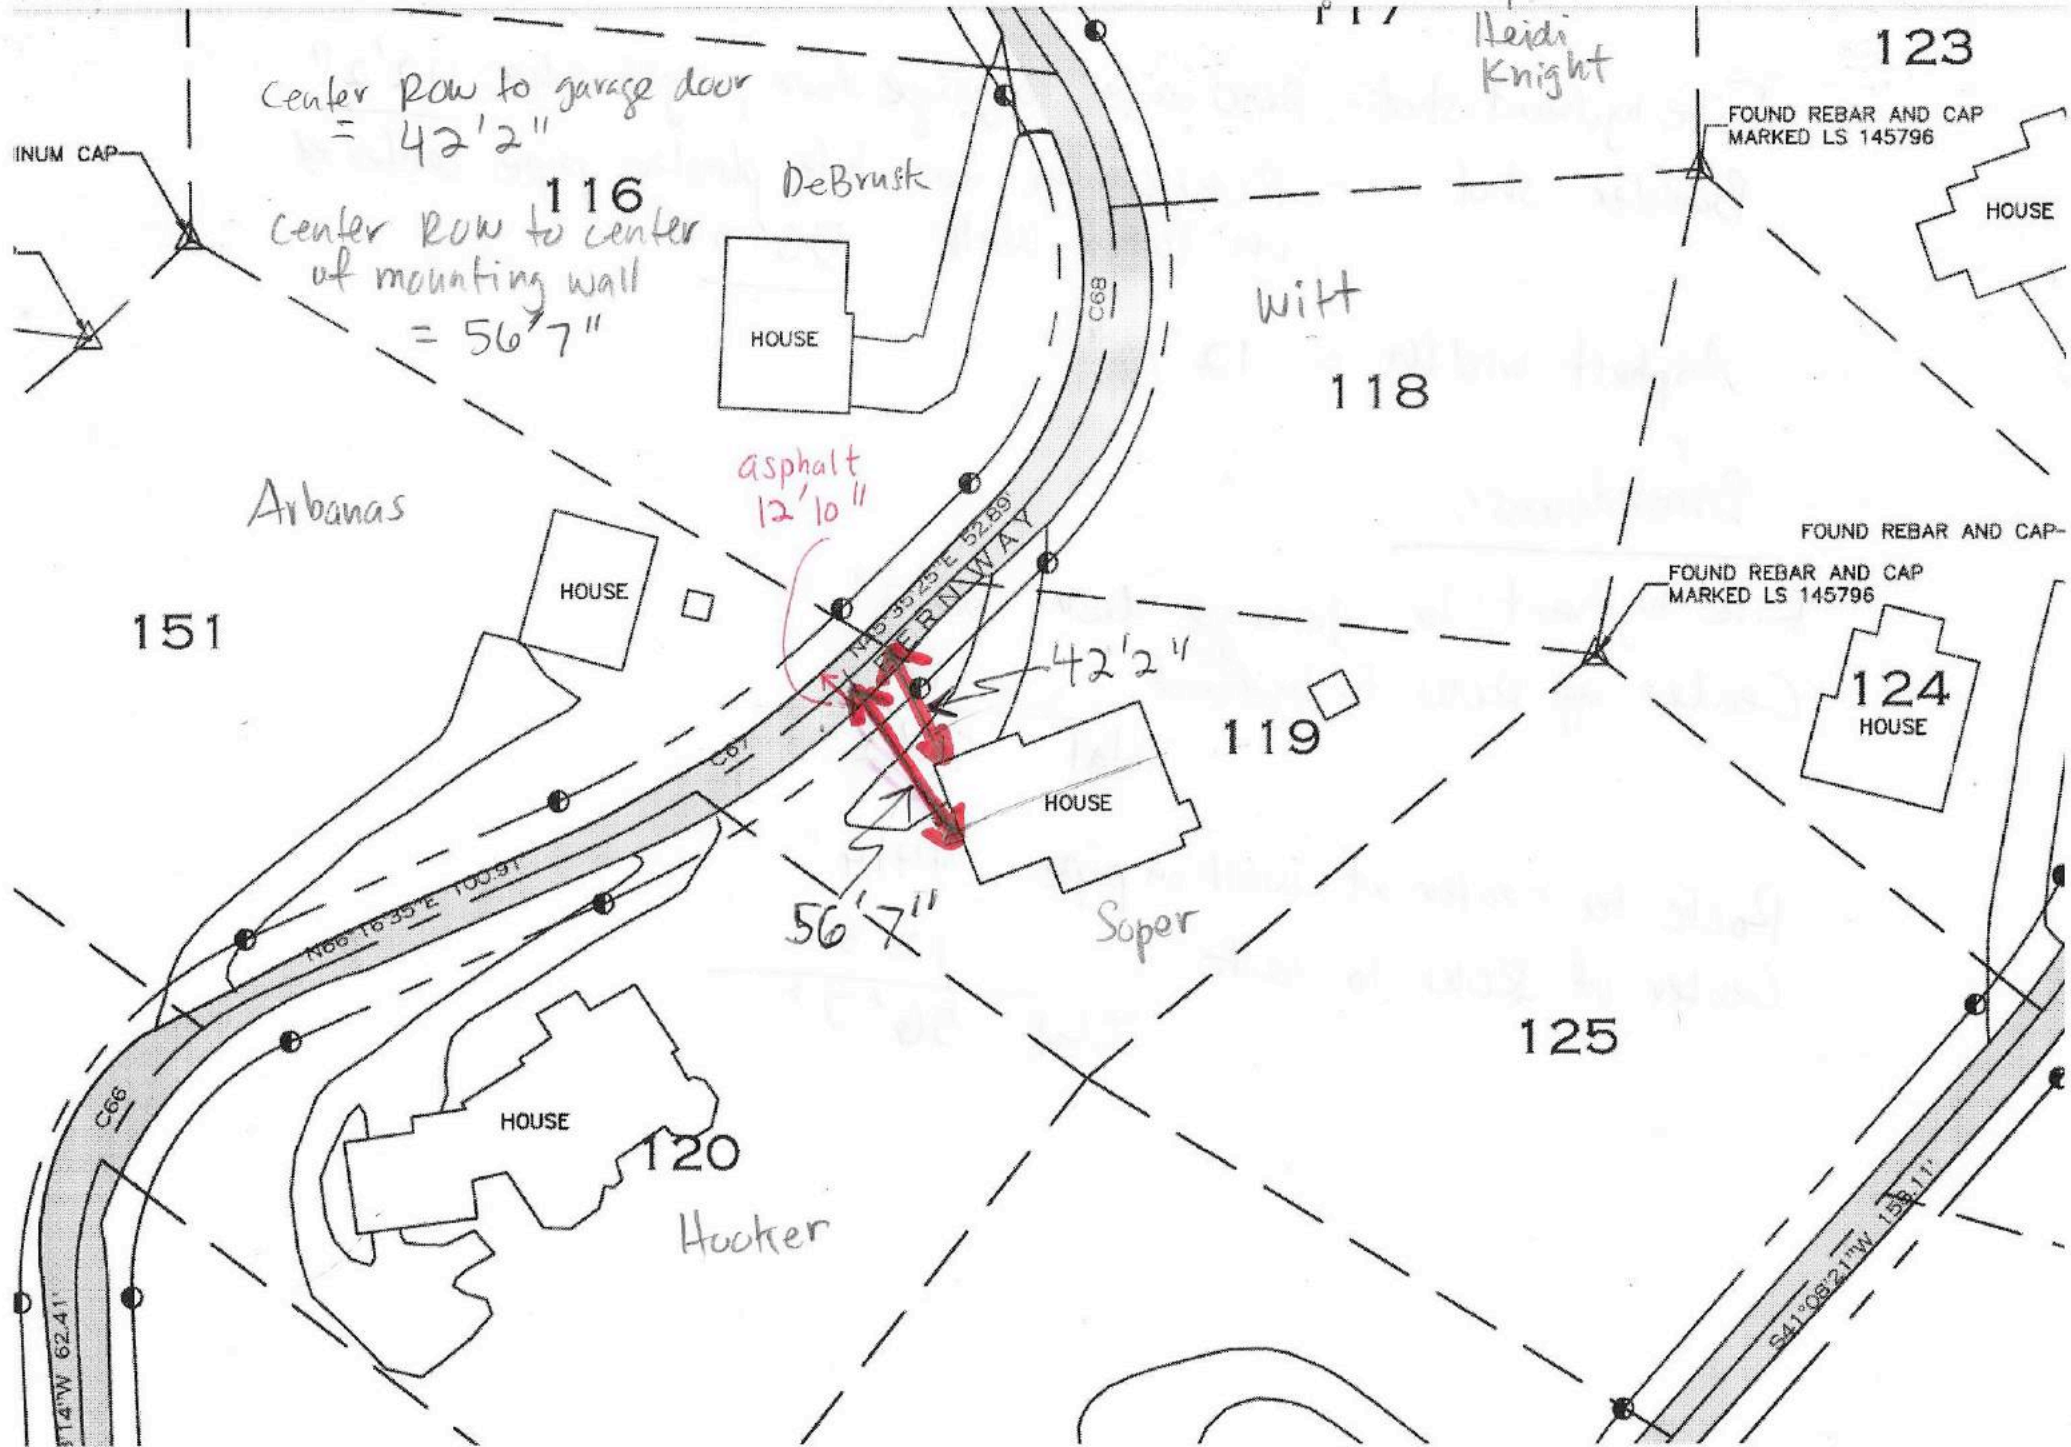 Heidi
Knight
123
Center Row to garage door
= 42'2"
FOUND REBAR AND CAP
MARKED LS 145796
INUM CAP
116
DeBrusk
HOUSE
Center Row to center
of mounting wall
= 56'7"
C68
Witt
HOUSE
118
asphalt
12'10"
Arbanas
FOUND REBAR AND CAP
HOUSE
FOUND REBAR AND CAP
MARKED LS 145796
151
N45°35'25"E 52.89'
FERNWAY
42'2"
124
HOUSE
119
C67
HOUSE
56'7"
Soper
N66°16'35"E 100.91'
125
C66
HOUSE
120
Hooker
S41°08'21"W 158.11'
14"W 62.41'